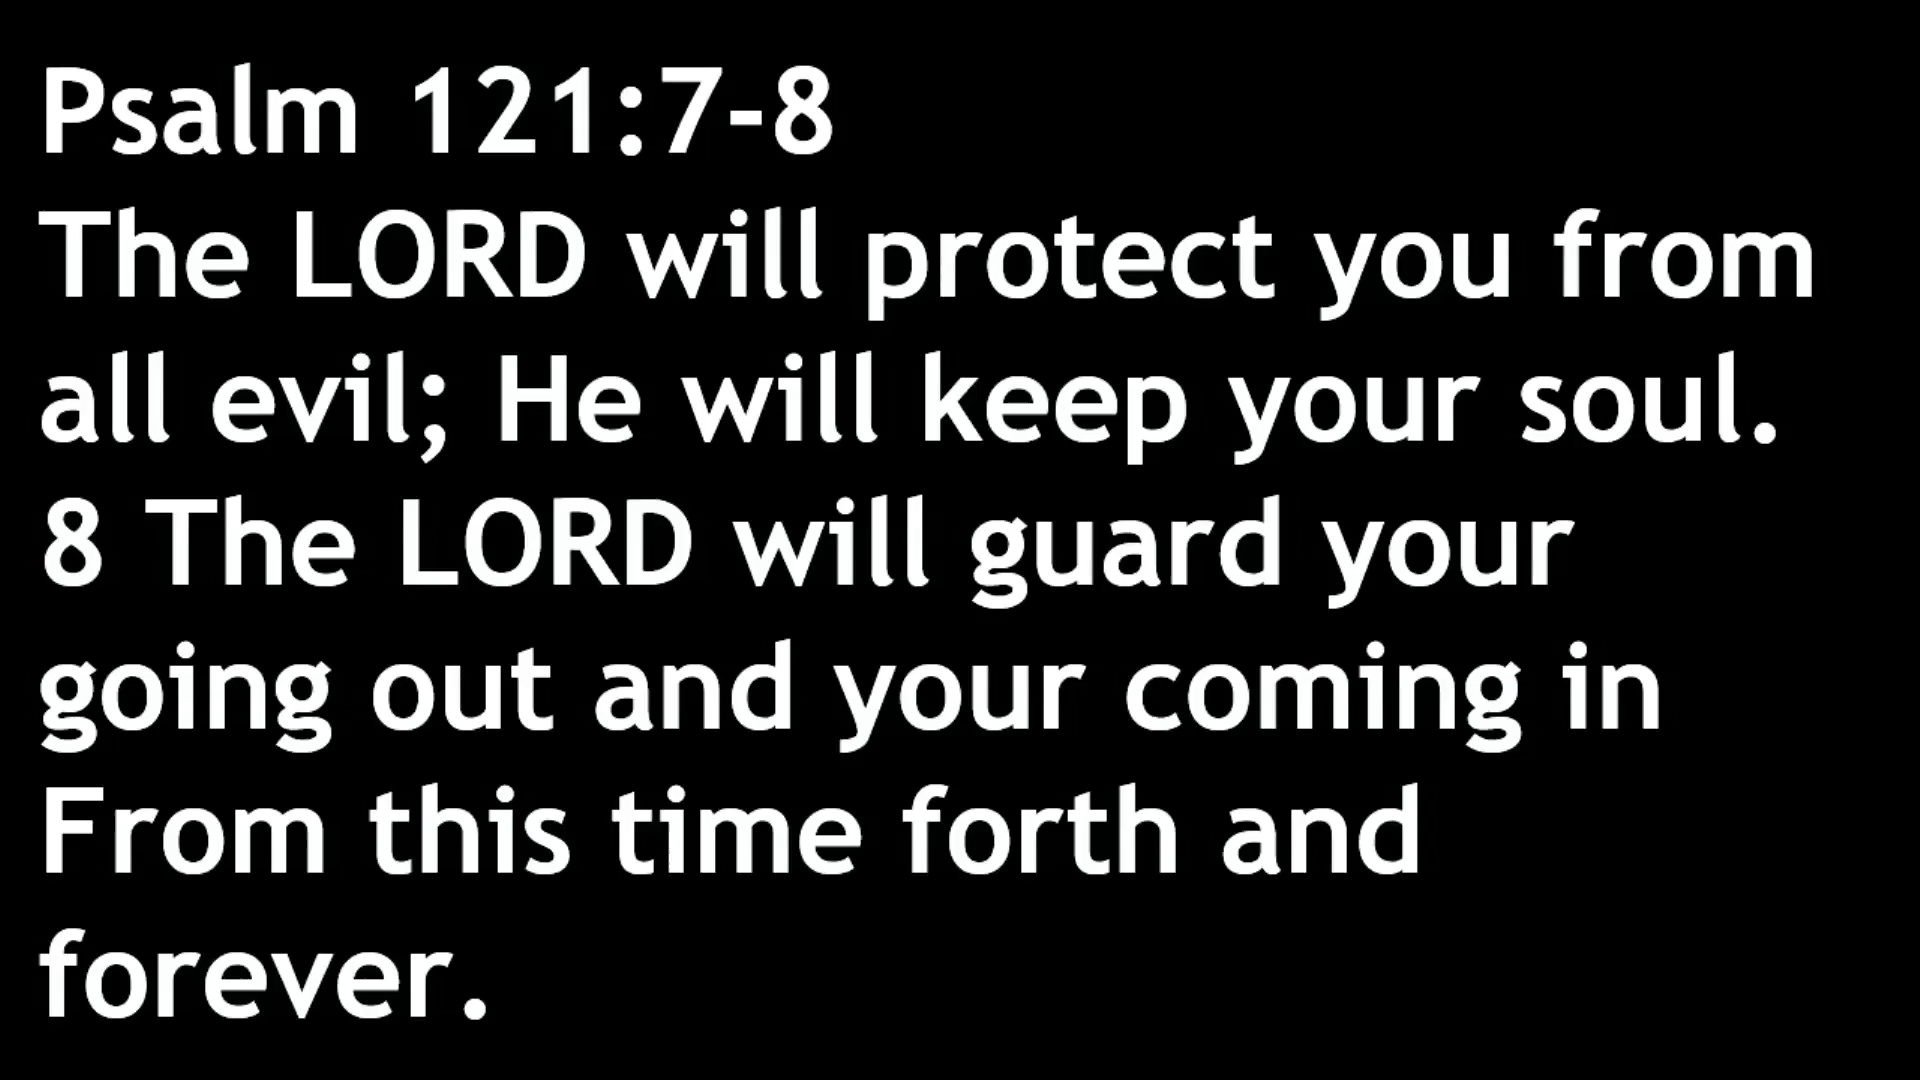 Psalm 121:7-8
The LORD will protect you from
all evil; He will keep your soul.
8 The LORD will guard your
going out and your coming in
From this time forth and
forever.